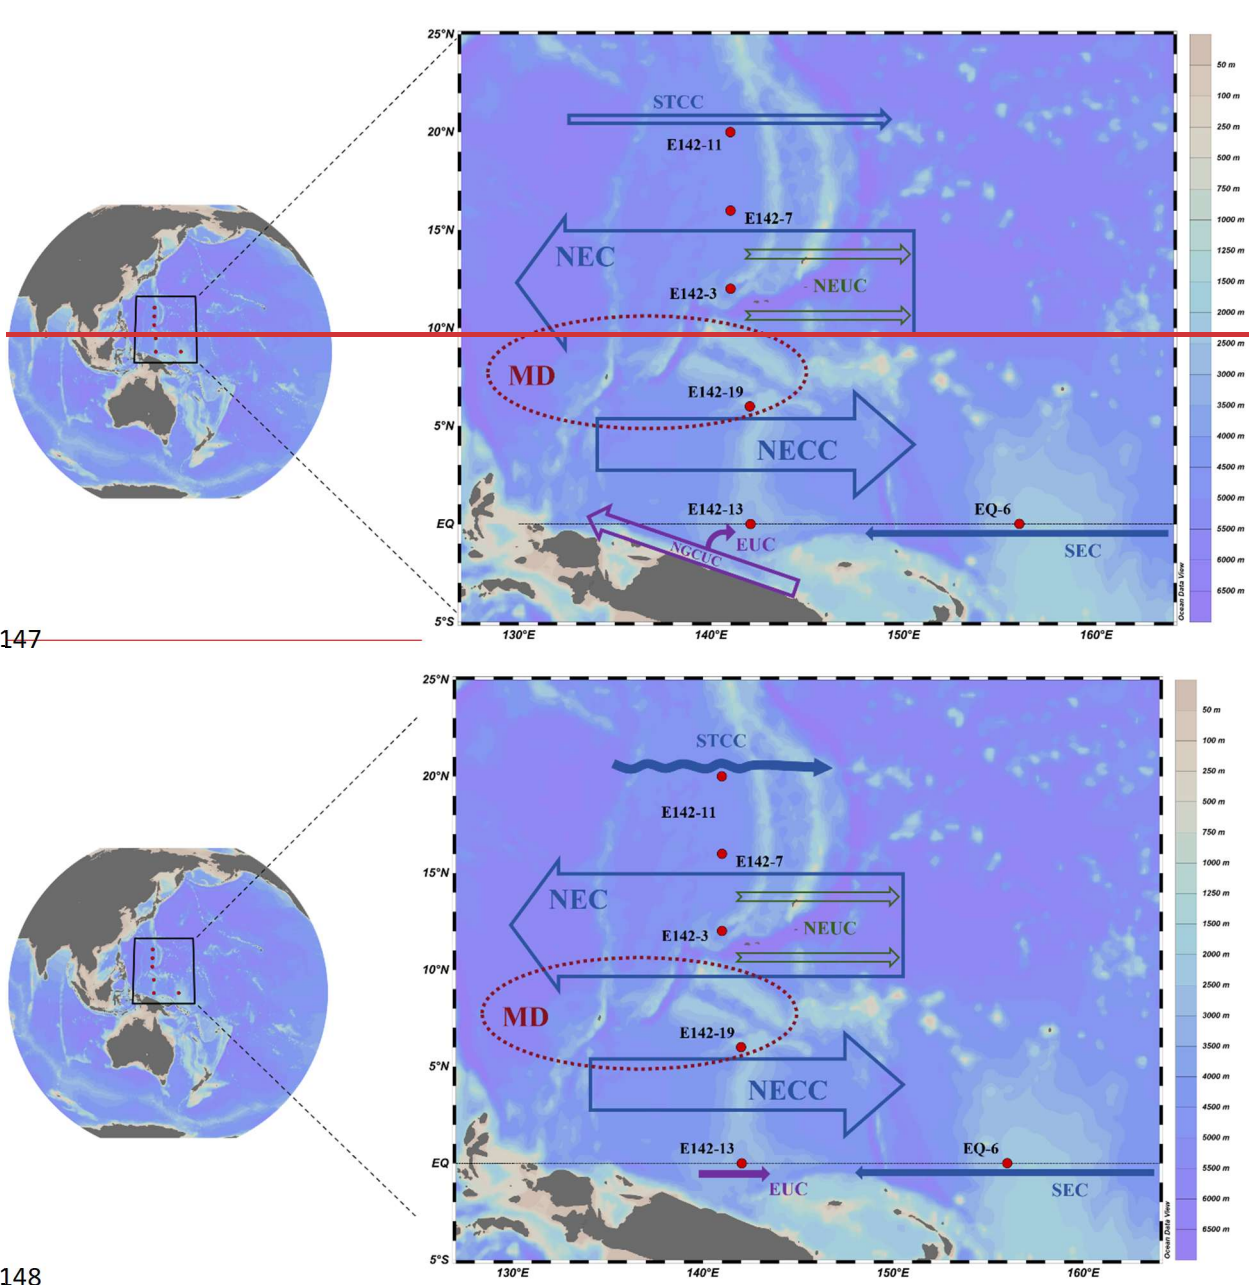 25°N
50 m
100 m
STCC
20°N
250 m
E142-11
500 m
750 m
1000 m
E142-7
15°N
1250 m
NEC
1500 m
NEUC
E142-3
2000 m
10°N
2500 m
MD
3000 m
E142-19
3500 m
5°N
4000 m
NECC
4500 m
5000 m
E142-13
EQ-6
EQ
5500 m
EUC
NGCUC
SEC
6000 m
6500 m
Ocean Data View
5°S
130°E
140°E
150°E
160°E
147
25°N
50 m
STCC
100 m
20°N
250 m
500 m
E142-11
750 m
1000 m
E142-7
15°N
1250 m
NEC
1500 m
NEUC
E142-3
2000 m
10°N
2500 m
MD
3000 m
E142-19
3500 m
5°N
4000 m
NECC
4500 m
5000 m
E142-13
EQ-6
EQ
5500 m
EUC
SEC
6000 m
6500 m
Ocean Data View
5°S
130°E
140°E
150°E
160°E
148